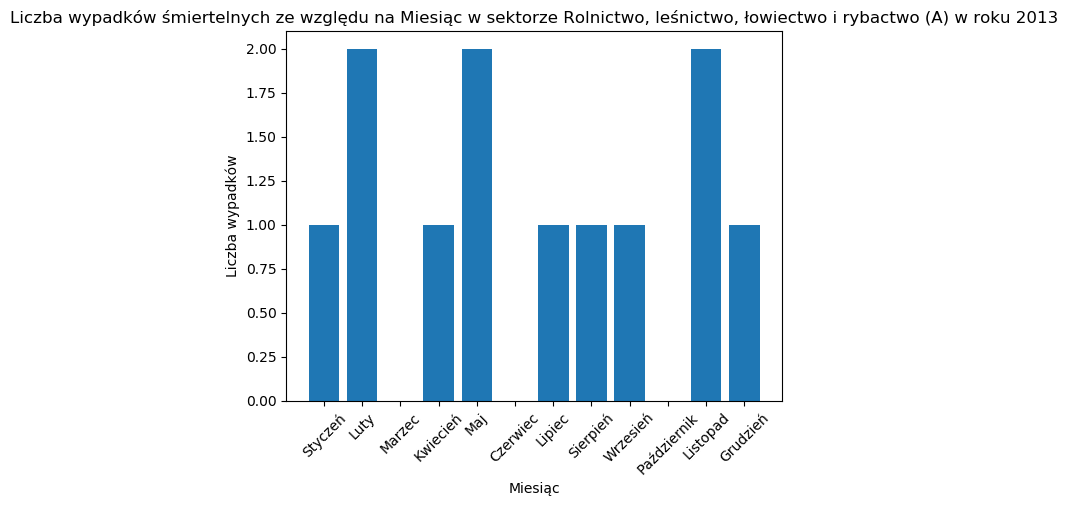 Liczba wypadków śmiertelnych ze względu na Miesiąc w sektorze Rolnictwo, leśnictwo, łowiectwo i rybactwo (A) w roku 2013
2.00
1.75
1.50
1.25
1.00
0.75
0.50
0.25
0.00
Liczba wypadków
Styczeń
Luty
Marzec
Kwiecień
Maj
Czerwiec
Lipiec
Sierpień
Wrzesień
Październik
Listopad
Grudzień
Miesiąc